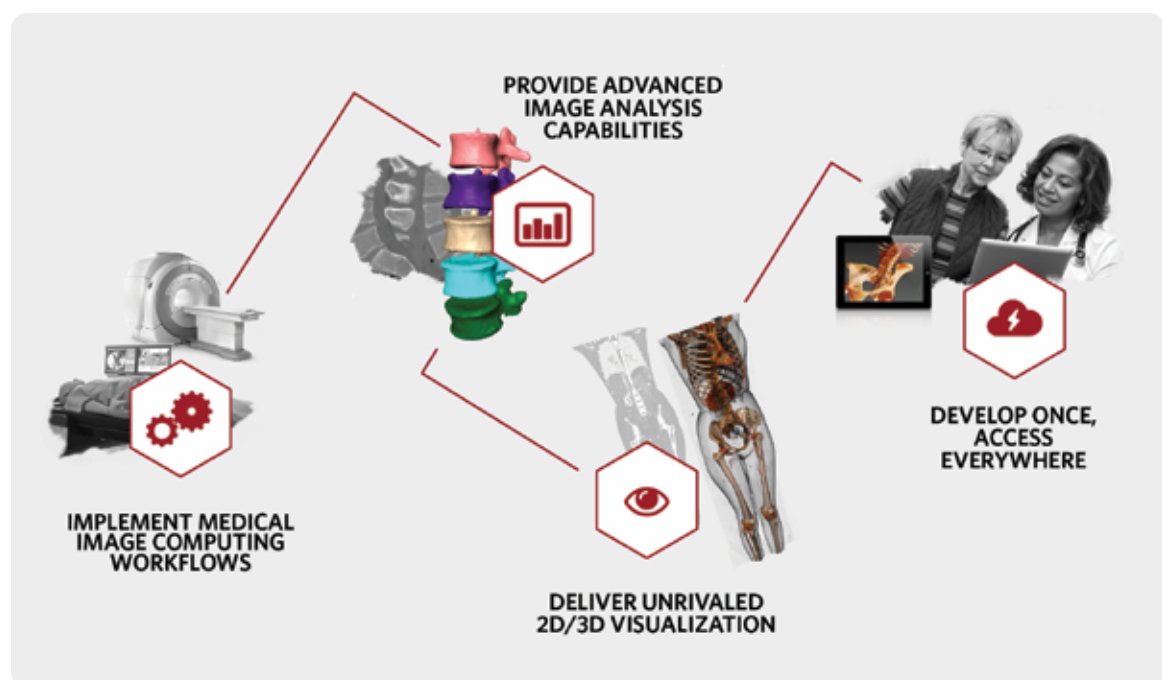 PROVIDE ADVANCED
IMAGE ANALYSIS
CAPABILITIES
DEVELOP ONCE,
ACCESS
EVERYWHERE
IMPLEMENT MEDICAL
IMAGE COMPUTING
WORKFLOWS
DELIVER UNRIVALED
2D/3D VISUALIZATION